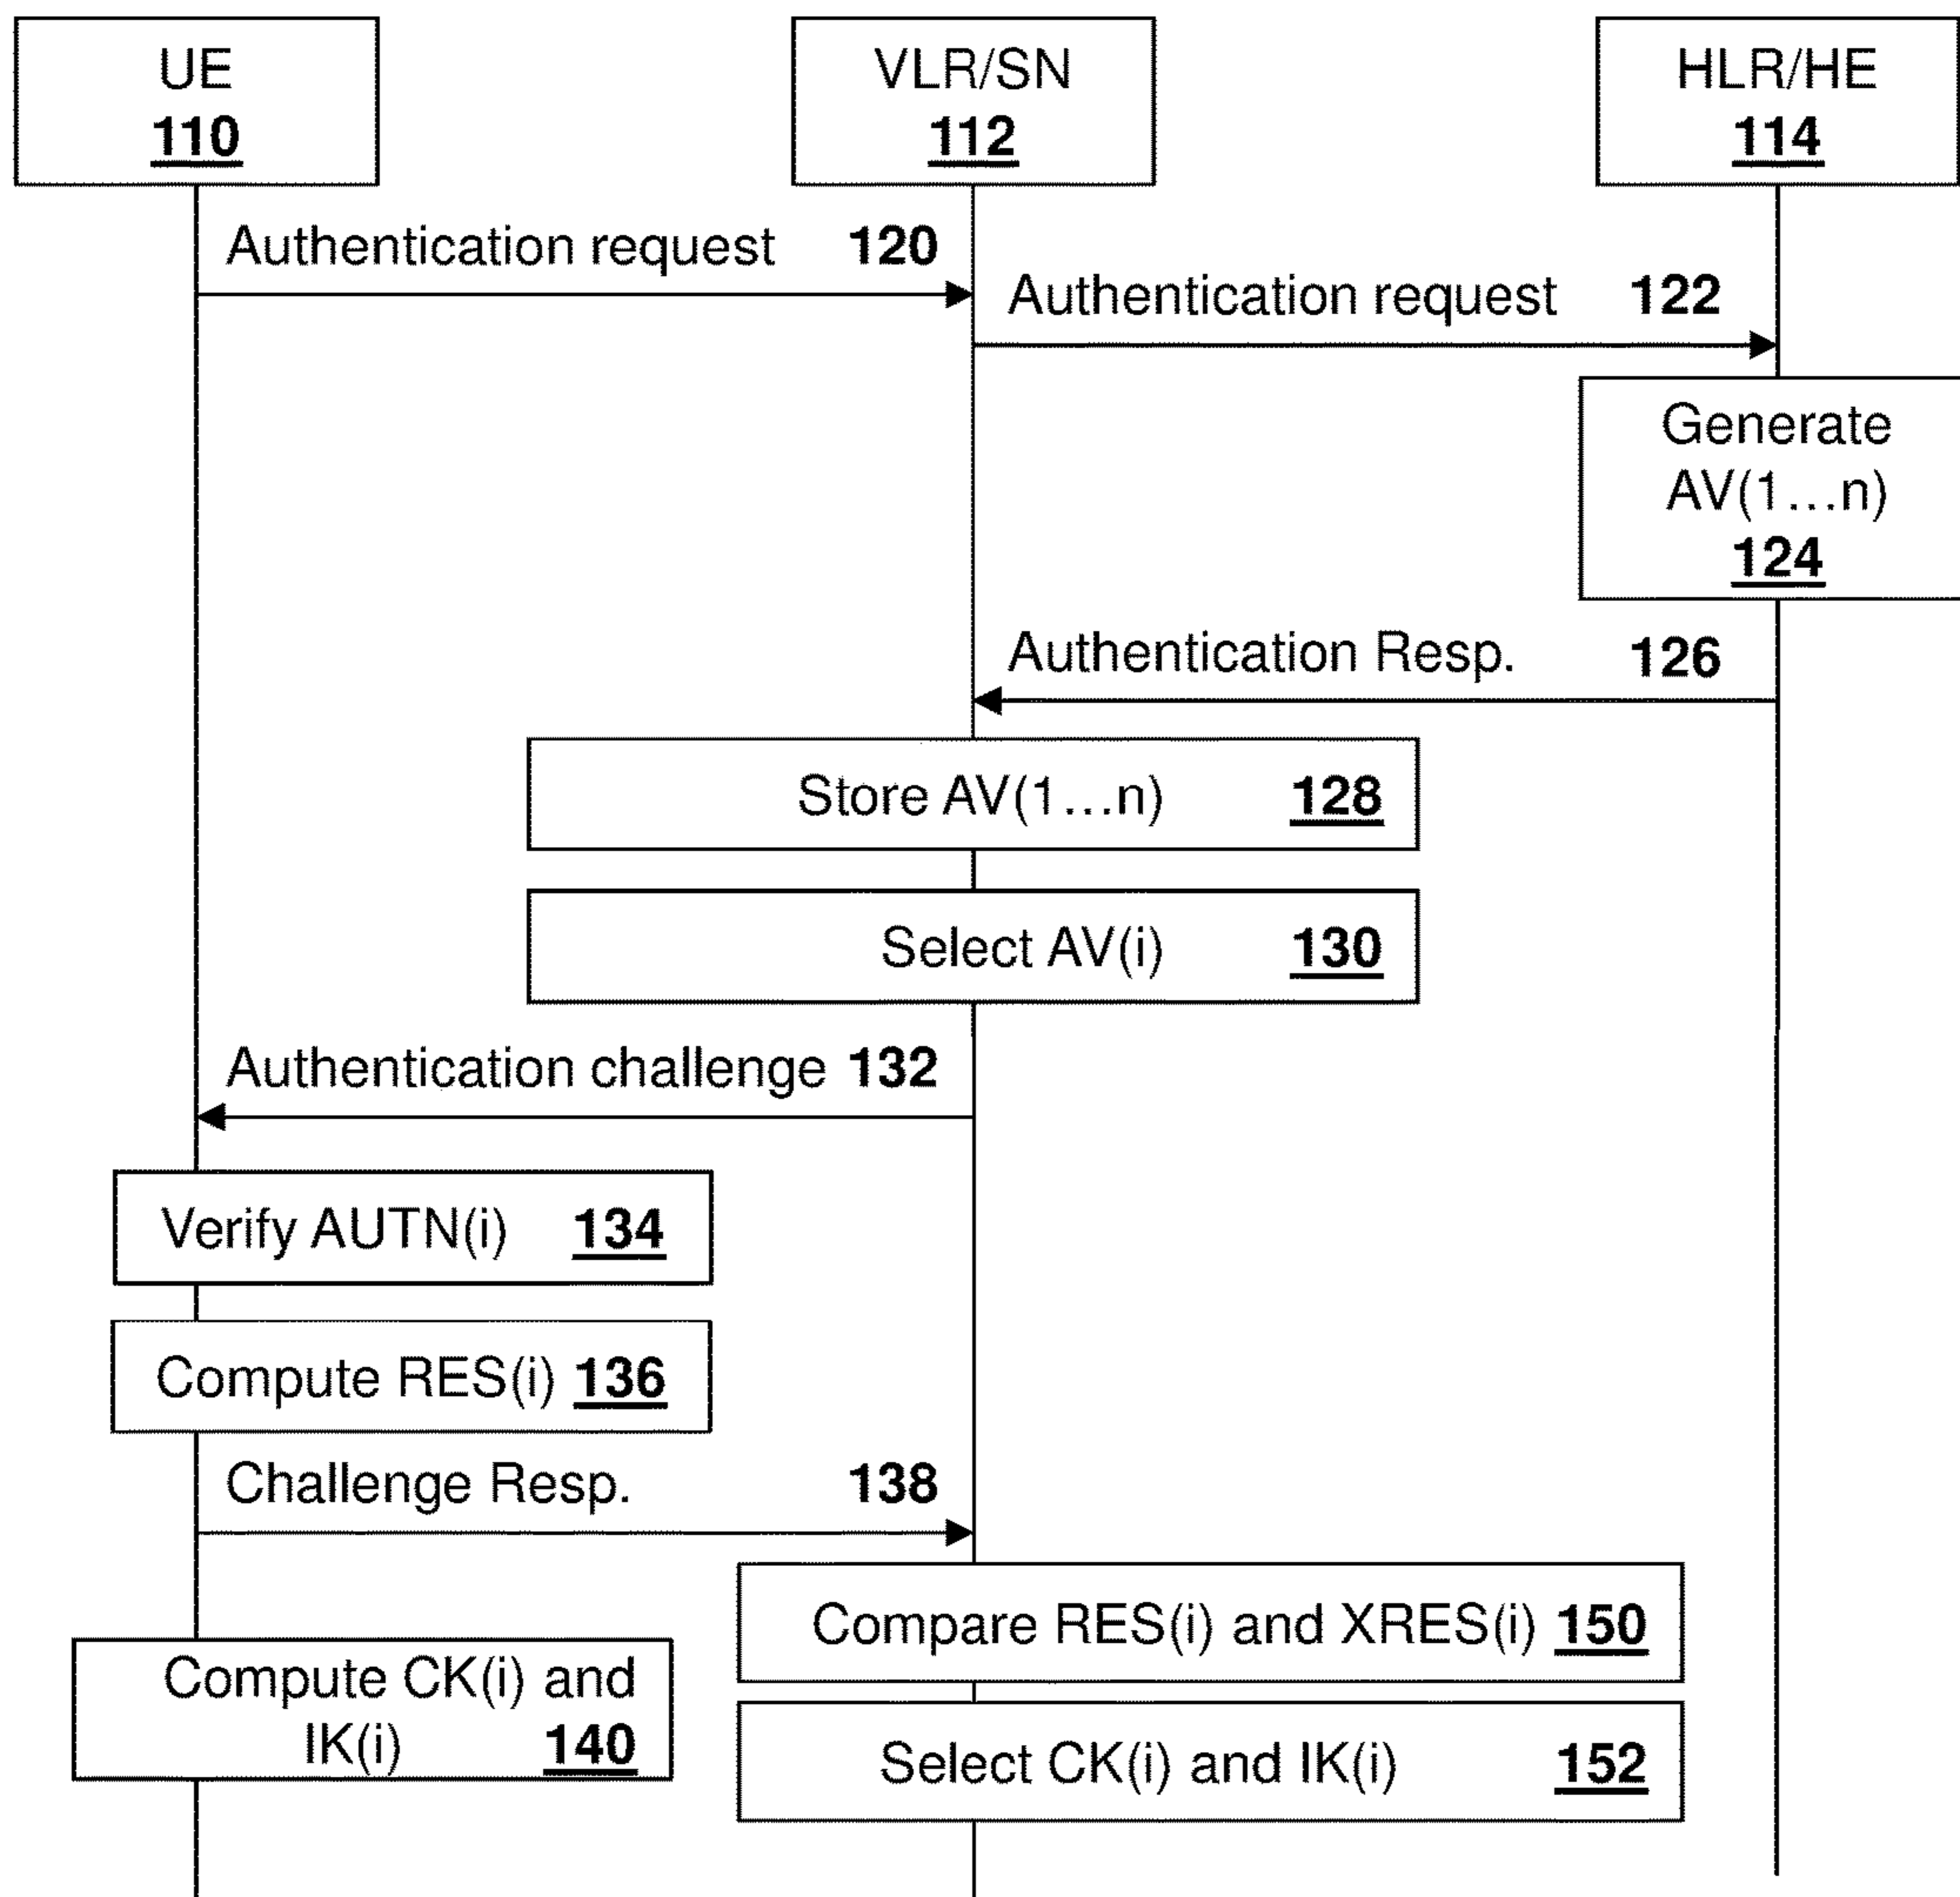 UE
110
VLR/SN
112
HLR/HE
114
Authentication request 120
Authentication request 122
Generate
AV(1...n)
124
Authentication Resp. 126
Store AV(1...n) 128
Select AV(i) 130
Authentication challenge 132
Verify AUTN(i) 134
Compute RES(i) 136
Challenge Resp. 138
Compare RES(i) and XRES(i) 150
Compute CK(i) and
IK(i) 140
Select CK(i) and IK(i) 152